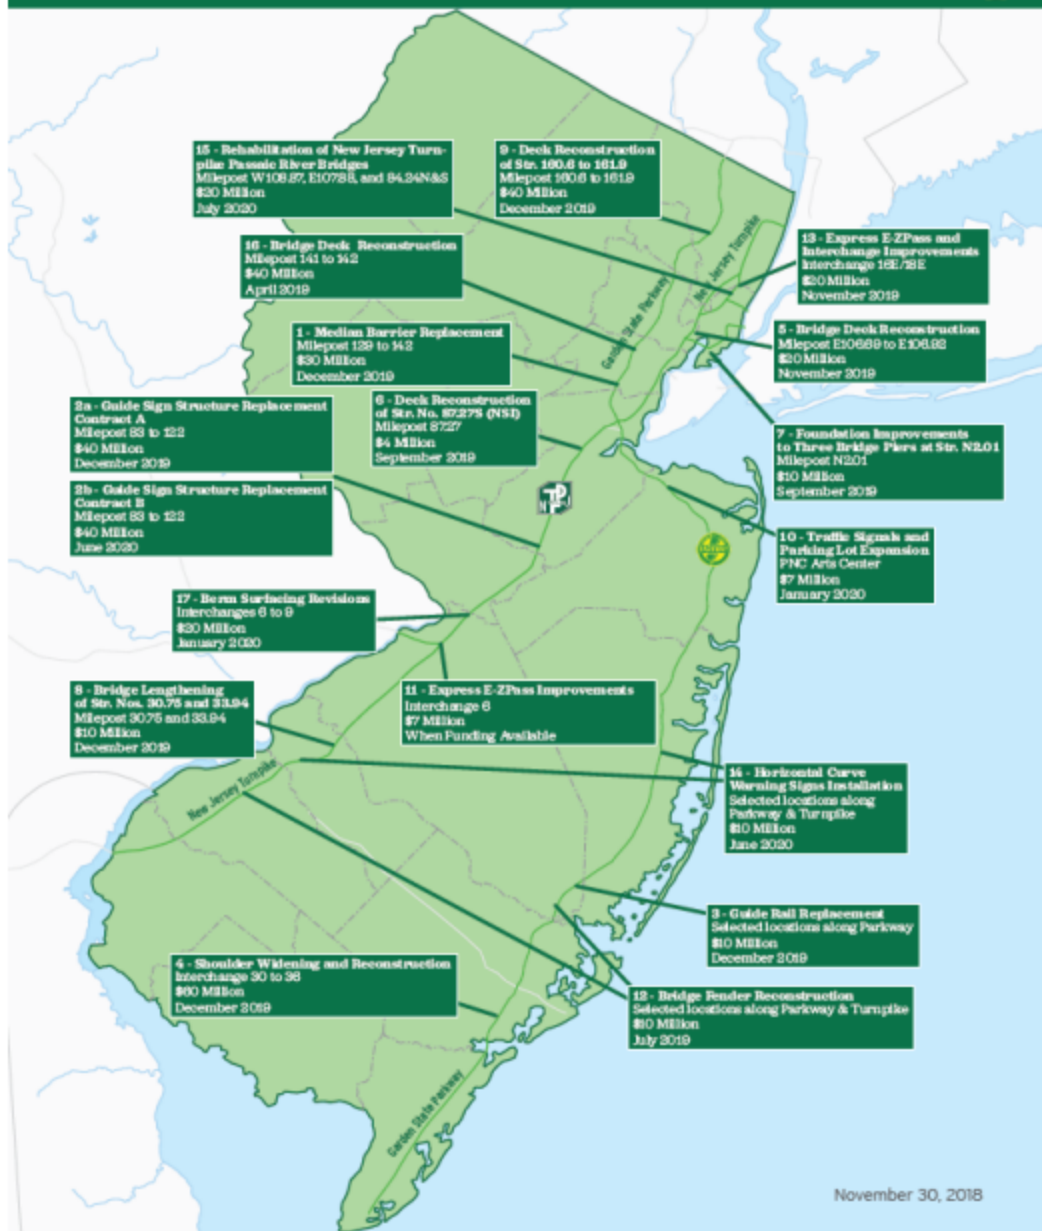 15 - Rehabilitation of New Jersey Turn-
pike Passaic River Bridges
Milepost W108.87, E107.88, and 84.24N&S
$20 Million
July 2020
9 - Deck Reconstruction
of Str. 160.6 to 161.9
Milepost 160.6 to 161.9
$40 Million
December 2019
16 - Bridge Deck Reconstruction
Milepost 141 to 142
$40 Million
April 2019
13 - Express E-ZPass and
Interchange Improvements
Interchange 16E/18E
$20 Million
November 2019
1 - Median Barrier Replacement
Milepost 129 to 142
$30 Million
December 2019
5 - Bridge Deck Reconstruction
Milepost E106.69 to E106.92
$20 Million
November 2019
2a - Guide Sign Structure Replacement
Contract A
Milepost 83 to 122
$40 Million
December 2019
6 - Deck Reconstruction
of Str. No. 87.27S (NSI)
Milepost 87.27
$4 Million
September 2019
7 - Foundation Improvements
to Three Bridge Piers at Str. N2.01
Milepost N2.01
$10 Million
September 2019
2b - Guide Sign Structure Replacement
Contract B
Milepost 83 to 122
$40 Million
June 2020
10 - Traffic Signals and
Parking Lot Expansion
PNC Arts Center
$7 Million
January 2020
17 - Berm Surfacing Revisions
Interchanges 6 to 9
$20 Million
January 2020
8 - Bridge Lengthening
of Str. Nos. 30.75 and 33.94
Milepost 30.75 and 33.94
$10 Million
December 2019
11 - Express E-ZPass Improvements
Interchange 6
$7 Million
When Funding Available
14 - Horizontal Curve
Warning Signs Installation
Selected locations along
Parkway & Turnpike
$10 Million
June 2020
3 - Guide Rail Replacement
Selected locations along Parkway
$10 Million
December 2019
4 - Shoulder Widening and Reconstruction
Interchange 30 to 36
$60 Million
December 2019
12 - Bridge Fender Reconstruction
Selected locations along Parkway & Turnpike
$10 Million
July 2019
New Jersey Turnpike
Garden State Parkway
New Jersey Turnpike
Garden State Parkway
November 30, 2018